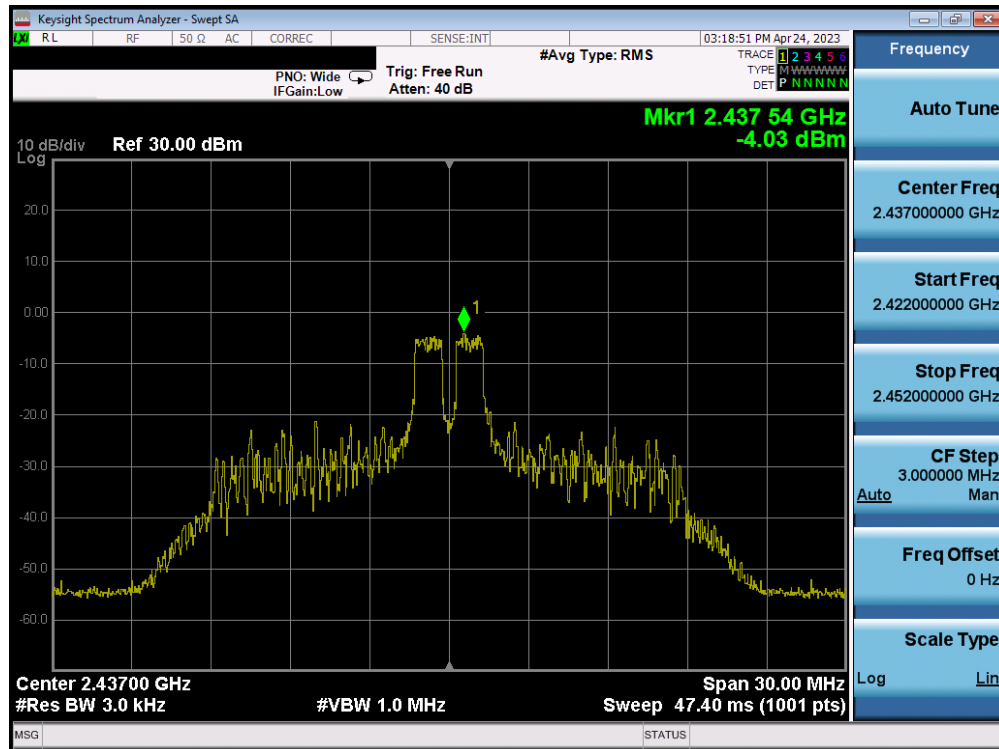 Keysight Spectrum Analyzer - Swept SA
LXI RL RF 50 Ω AC CORREC SENSE:INT 03:18:51 PM Apr 24, 2023
#Avg Type: RMS
TRACE 1 2 3 4 5 6
TYPE M WWWWW
DET P N N N N N
PNO: Wide
IFGain:Low
Trig: Free Run
Atten: 40 dB
Mkr1 2.437 54 GHz
-4.03 dBm
10 dB/div Ref 30.00 dBm
Log
20.0
10.0
0.00
-10.0
-20.0
-30.0
-40.0
-50.0
-60.0
1
Center 2.43700 GHz Span 30.00 MHz
#Res BW 3.0 kHz #VBW 1.0 MHz Sweep 47.40 ms (1001 pts)
MSG STATUS
Frequency
Auto Tune
Center Freq
2.437000000 GHz
Start Freq
2.422000000 GHz
Stop Freq
2.452000000 GHz
CF Step
3.000000 MHz
Auto Man
Freq Offset
0 Hz
Scale Type
Log Lin